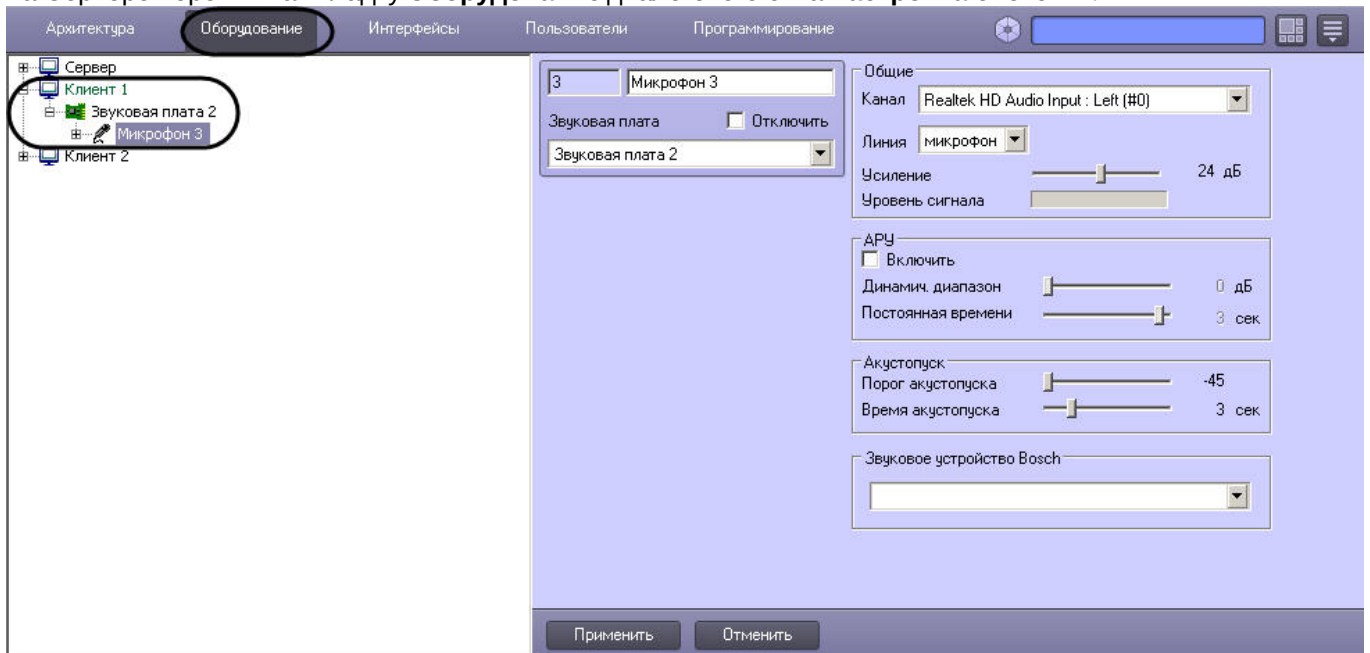 Архитектура Оборудование Интерфейсы Пользователи Программирование
Сервер
Клиент 1
Звуковая плата 2
Микрофон 3
Клиент 2
3 Микрофон 3
Звуковая плата Отключить
Звуковая плата 2
Общие
Канал Realtek HD Audio Input : Left (#0)
Линия микрофон
Усиление 24 дБ
Уровень сигнала
АРУ
Включить
Динамич. диапазон 0 дБ
Постоянная времени 3 сек
Акустопуск
Порог акустопуска -45
Время акустопуска 3 сек
Звуковое устройство Bosch
Применить Отменить